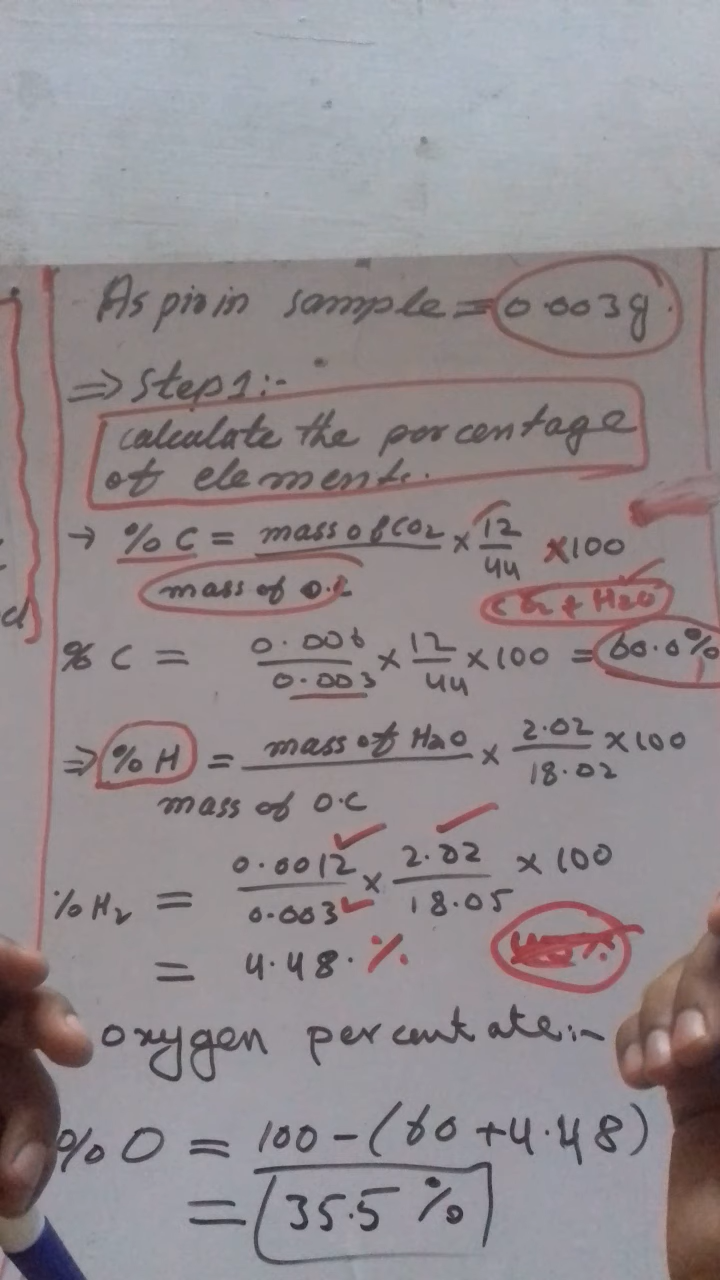 Aspirin sample = 0.003g.
⇒ Step1:-
calculate the porcentage
of elements.
→ % C = mass of CO2 / mass of O.C × 12/44 ×100
CO2 + H2O
% C = 0.006/0.003 × 12/44 ×100 = 60.0%
⇒ % H = mass of H2O / mass of O.C × 2.02/18.02 ×100
% H2 = 0.0012/0.003 × 2.02/18.05 × 100
= 4.48.%
oxygen percentate:-
% O = 100-(60+4.48)
= 35.5 %